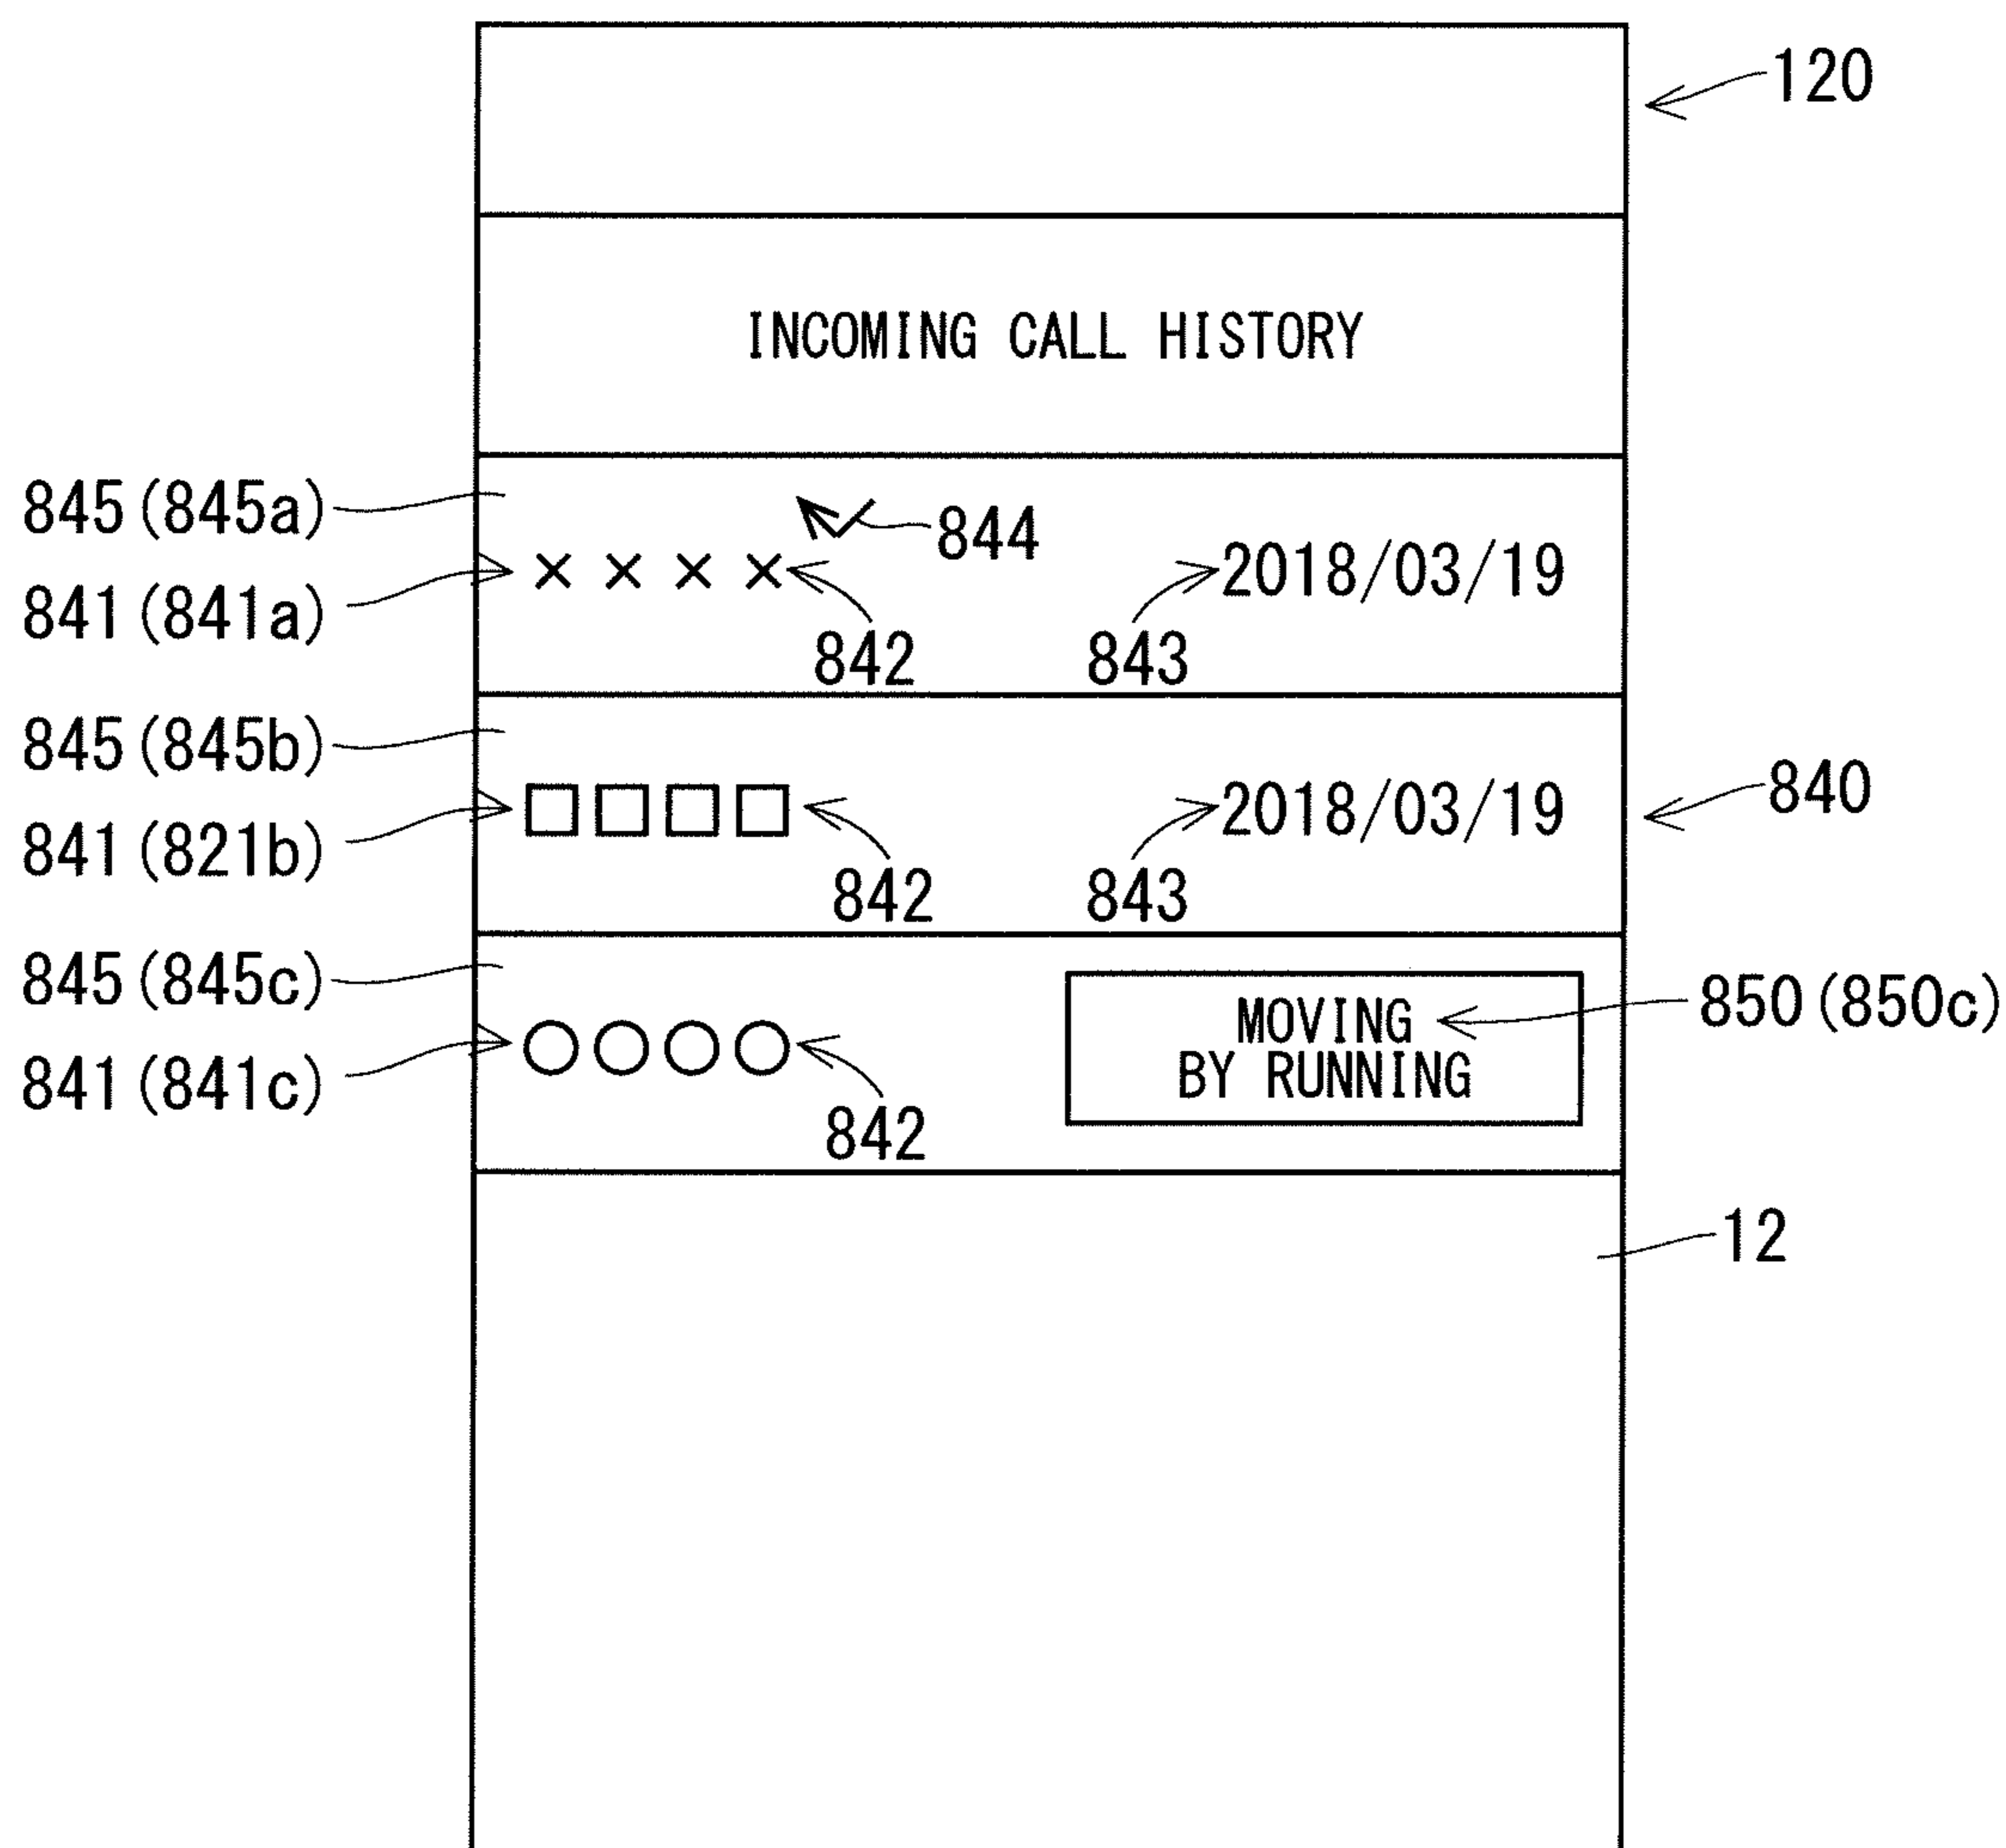 120
INCOMING CALL HISTORY
845 (845a)
844
841 (841a)
× × × ×
2018/03/19
842
843
845 (845b)
□□□□
2018/03/19
840
841 (821b)
842
843
845 (845c)
MOVING
BY RUNNING
850 (850c)
○○○○
841 (841c)
842
12